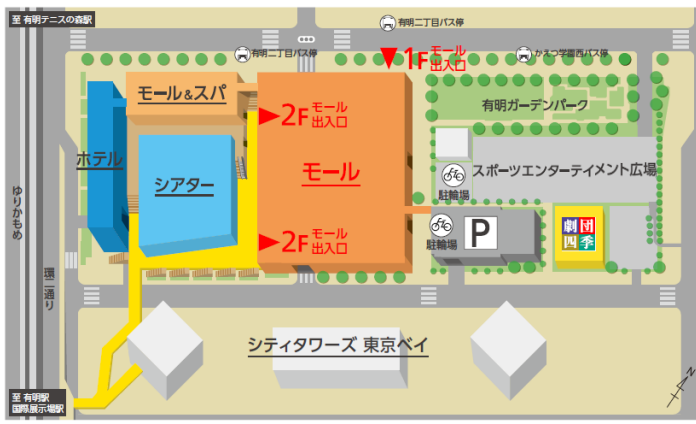 至 有明テニスの森駅
有明二丁目バス停
有明二丁目バス停
1F モール
出入口
かえつ学園西バス停
モール&スパ
2F モール
出入口
有明ガーデンパーク
ホテル
シアター
モール
スポーツエンターテイメント広場
駐輪場
ゆりかもめ
2F モール
出入口
駐輪場
P
劇団
四季
環二通り
シティタワーズ 東京ベイ
至 有明駅
国際展示場駅
N